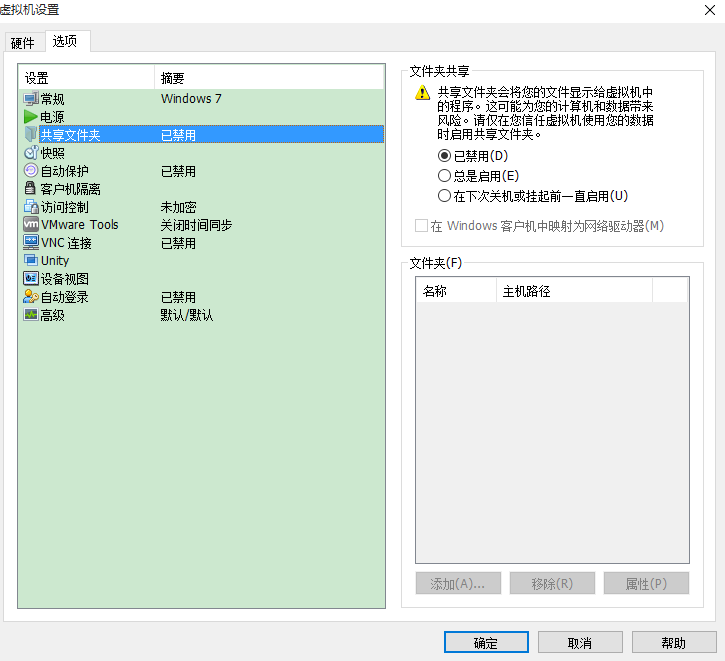 虚拟机设置
硬件
选项
设置 摘要
常规 Windows 7
电源
共享文件夹 已禁用
快照
自动保护 已禁用
客户机隔离
访问控制 未加密
vm VMware Tools 关闭时间同步
VNC 连接 已禁用
Unity
设备视图
自动登录 已禁用
高级 默认/默认
文件夹共享
共享文件夹会将您的文件显示给虚拟机中
的程序。这可能为您的计算机和数据带来
风险。请仅在您信任虚拟机使用您的数据
时启用共享文件夹。
已禁用(D)
总是启用(E)
在下次关机或挂起前一直启用(U)
在 Windows 客户机中映射为网络驱动器(M)
文件夹(F)
名称 主机路径
添加(A)... 移除(R) 属性(P)
确定 取消 帮助